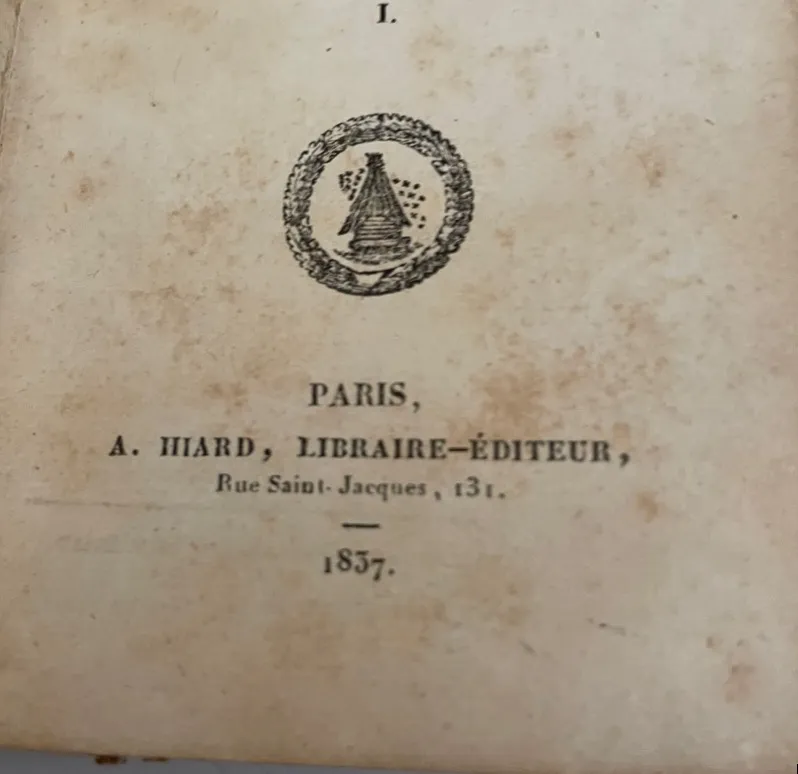 I.
PARIS,
A. HIARD, LIBRAIRE-ÉDITEUR,
Rue Saint-Jacques, 131.
1837.